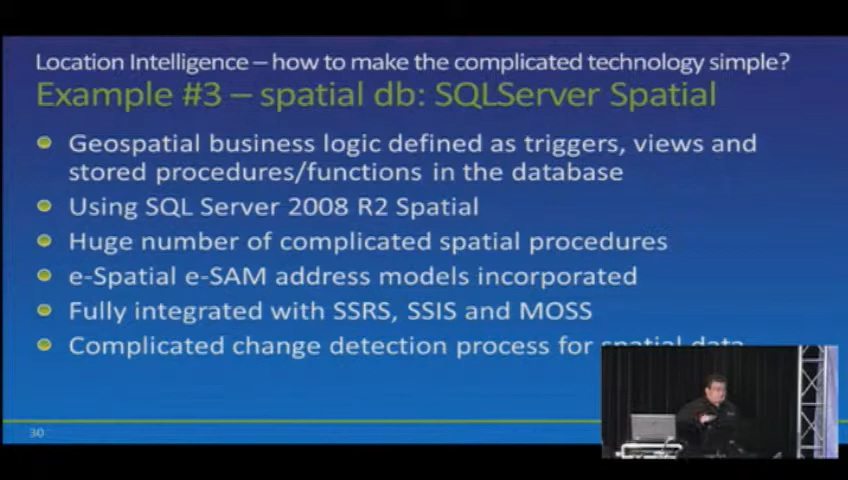 Location Intelligence – how to make the complicated technology simple?
Example #3 – spatial db: SQLServer Spatial
Geospatial business logic defined as triggers, views and
stored procedures/functions in the database
Using SQL Server 2008 R2 Spatial
Huge number of complicated spatial procedures
e-Spatial e-SAM address models incorporated
Fully integrated with SSRS, SSIS and MOSS
Complicated change detection process for spatial data
30